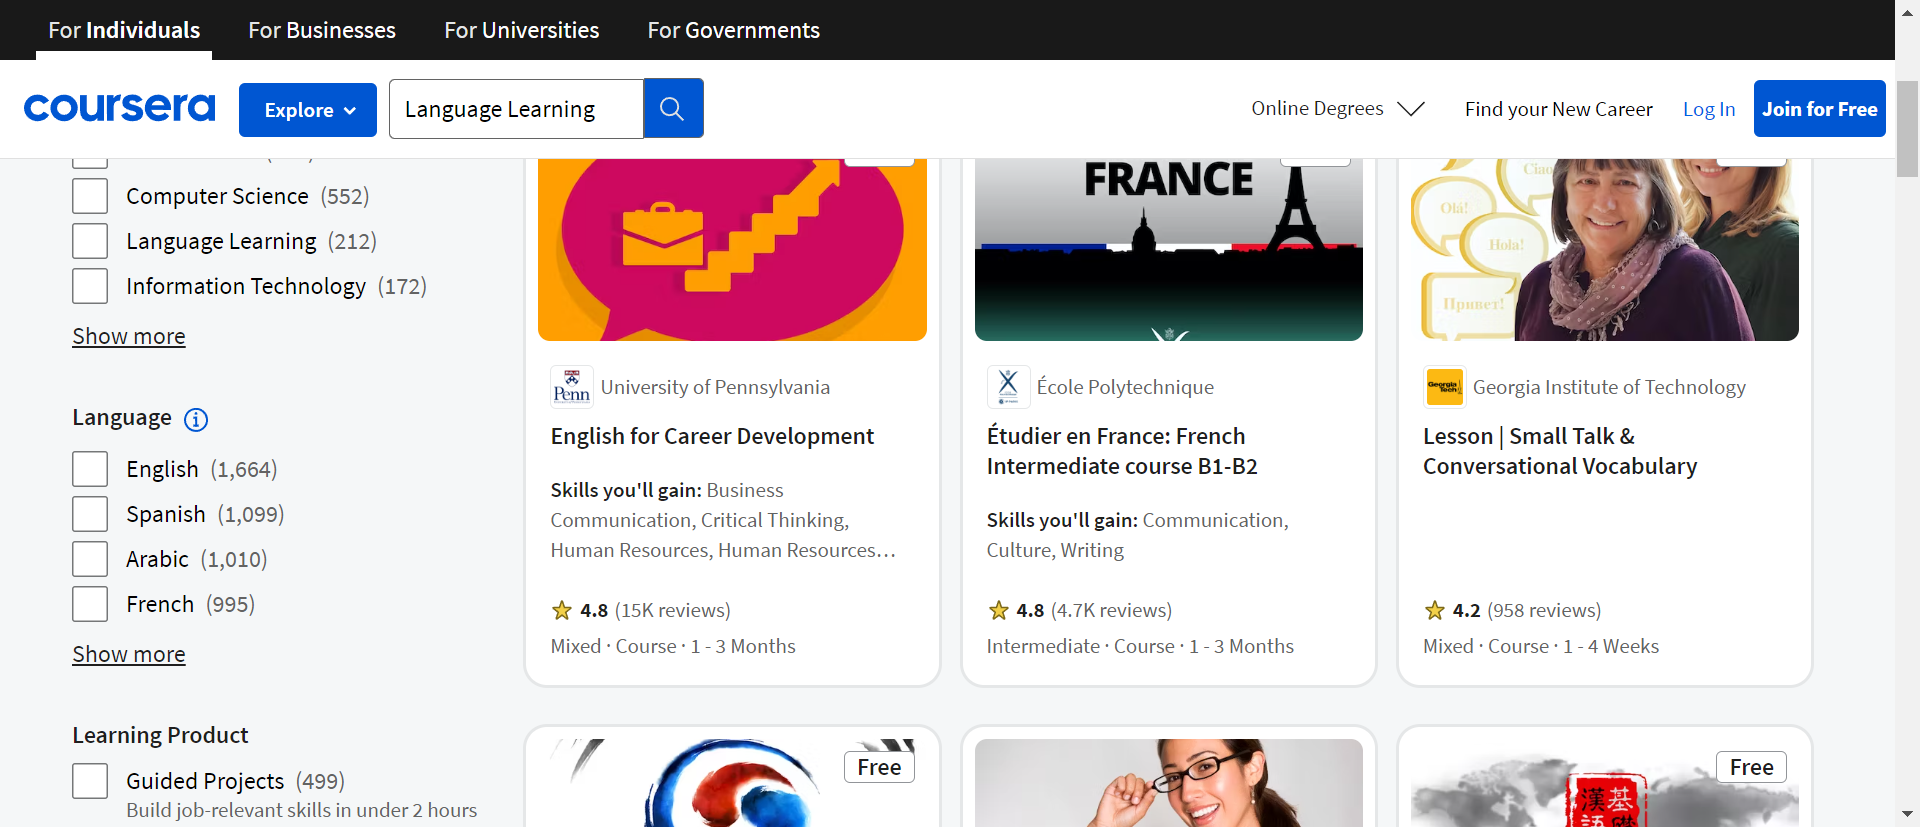 For Individuals
For Businesses
For Universities
For Governments
coursera
Explore
Language Learning
Online Degrees
Find your New Career
Log In
Join for Free
Computer Science (552)
Language Learning (212)
Information Technology (172)
Show more
Language
English (1,664)
Spanish (1,099)
Arabic (1,010)
French (995)
Show more
Learning Product
Guided Projects (499)
Build job-relevant skills in under 2 hours
Penn
University of Pennsylvania
English for Career Development
Skills you'll gain: Business
Communication, Critical Thinking,
Human Resources, Human Resources…
4.8 (15K reviews)
Mixed · Course · 1 - 3 Months
FRANCE
École Polytechnique
Étudier en France: French
Intermediate course B1-B2
Skills you'll gain: Communication,
Culture, Writing
4.8 (4.7K reviews)
Intermediate · Course · 1 - 3 Months
Ciao
Olá!
Hola!
Привет!
Georgia
Tech
Georgia Institute of Technology
Lesson | Small Talk &
Conversational Vocabulary
4.2 (958 reviews)
Mixed · Course · 1 - 4 Weeks
Free
Free
漢基
語礎